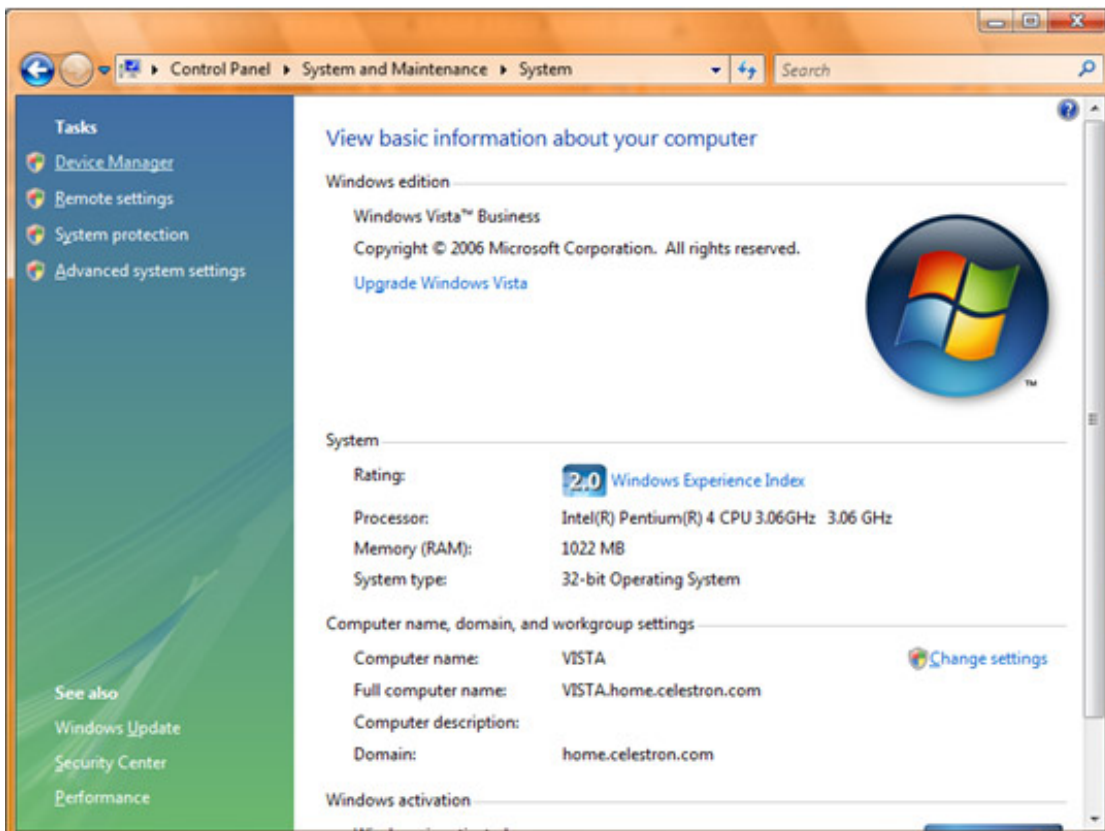 Control Panel ▸ System and Maintenance ▸ System
Search
Tasks
Device Manager
Remote settings
System protection
Advanced system settings
See also
Windows Update
Security Center
Performance
View basic information about your computer
Windows edition
Windows Vista™ Business
Copyright © 2006 Microsoft Corporation. All rights reserved.
Upgrade Windows Vista
TM
System
Rating: 2.0 Windows Experience Index
Processor: Intel(R) Pentium(R) 4 CPU 3.06GHz 3.06 GHz
Memory (RAM): 1022 MB
System type: 32-bit Operating System
Computer name, domain, and workgroup settings
Computer name: VISTA Change settings
Full computer name: VISTA.home.celestron.com
Computer description:
Domain: home.celestron.com
Windows activation